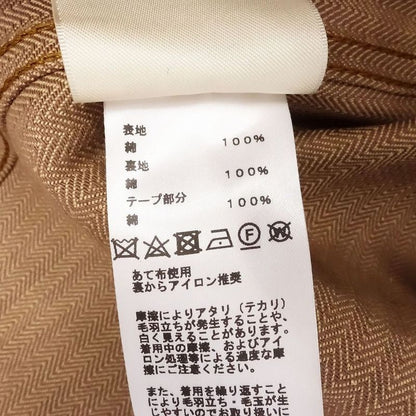 表地
綿 100%
裏地
綿 100%
テープ部分
綿 100%
F W
あて布使用
裏からアイロン推奨
摩擦によりアタリ(テカリ)
毛羽立ちが発生することや、
白く見えることがあります。
着用中の摩擦、およびアイ
ロン処理等による過度な摩
擦にご注意ください。
また、着用を繰り返すこと
により毛羽立ち・毛玉が発
生しやすいのでお取り扱いに